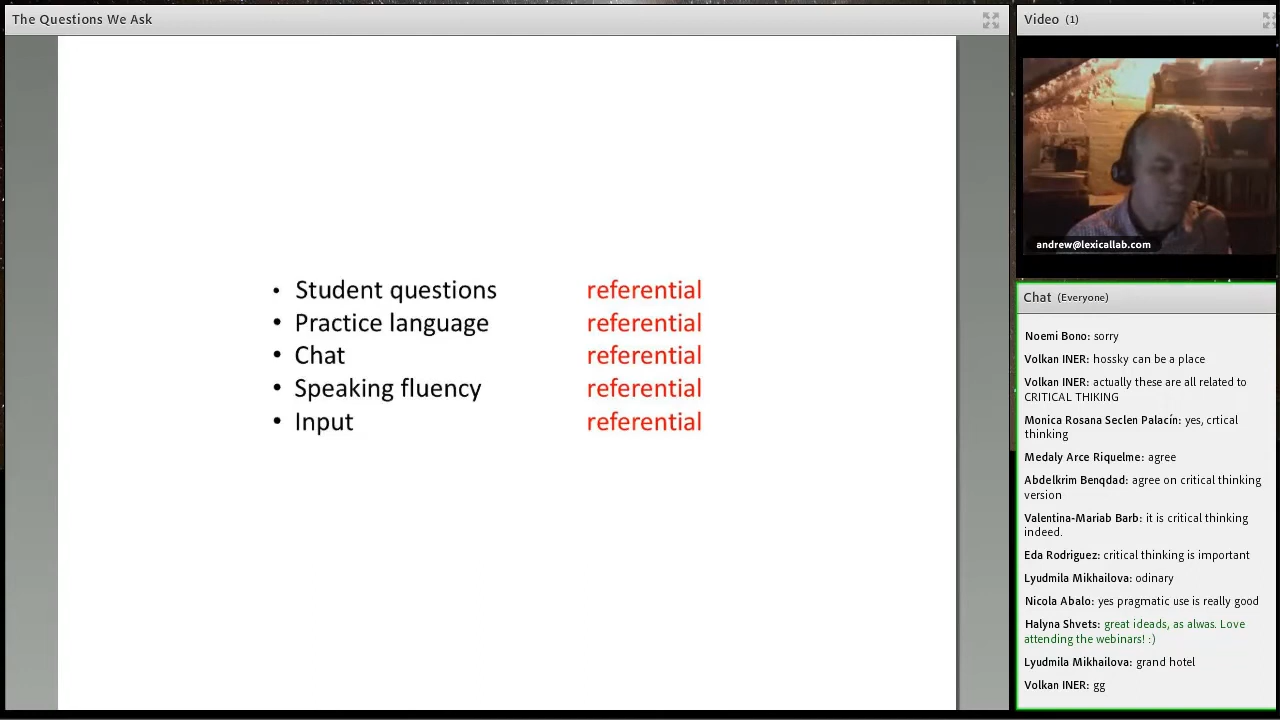 The Questions We Ask
• Student questions referential
• Practice language referential
• Chat referential
• Speaking fluency referential
• Input referential
Video (1)
andrew@lexicallab.com
Chat (Everyone)
Noemi Bono: sorry
Volkan INER: hossky can be a place
Volkan INER: actually these are all related to
CRITICAL THIKING
Monica Rosana Seclen Palacín: yes, crtical
thinking
Medaly Arce Riquelme: agree
Abdelkrim Benqdad: agree on critical thinking
version
Valentina-Mariab Barb: it is critical thinking
indeed.
Eda Rodriguez: critical thinking is important
Lyudmila Mikhailova: odinary
Nicola Abalo: yes pragmatic use is really good
Halyna Shvets: great ideads, as alwas. Love
attending the webinars! :)
Lyudmila Mikhailova: grand hotel
Volkan INER: gg